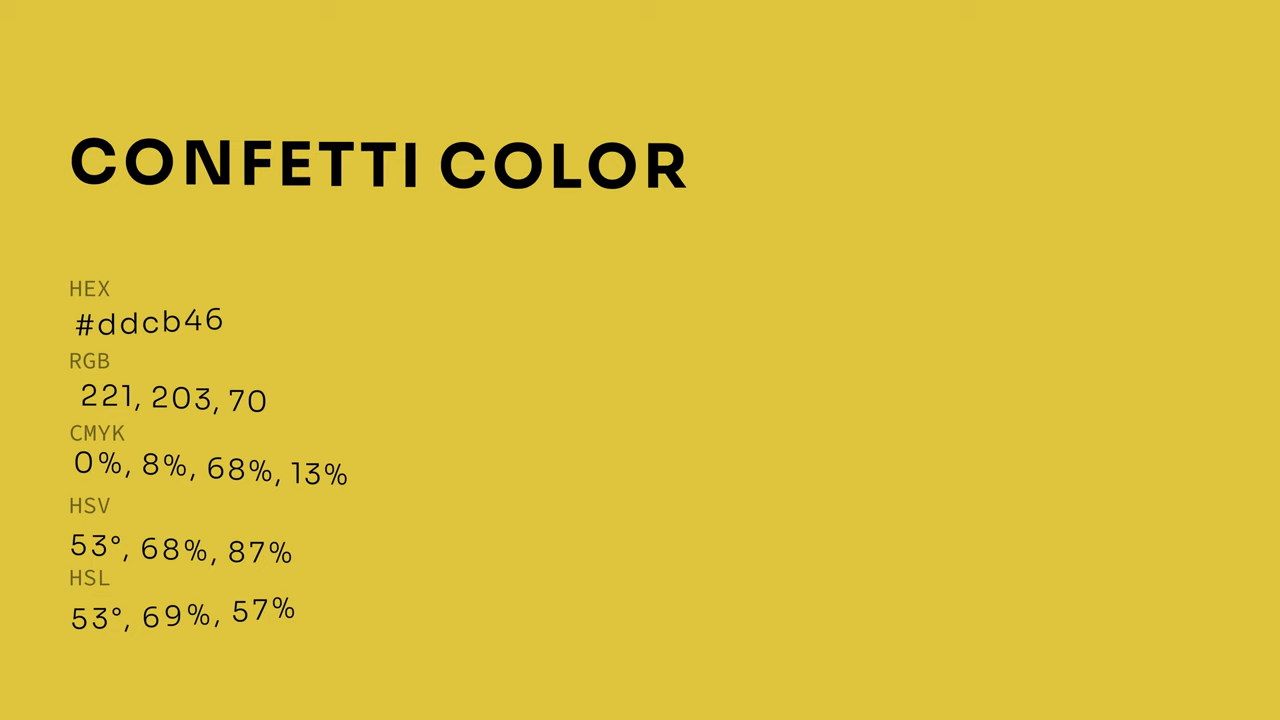 CONFETTI COLOR
HEX
#ddcb46
RGB
221, 203, 70
CMYK
0%, 8%, 68%, 13%
HSV
53°, 68%, 87%
HSL
53°, 69%, 57%